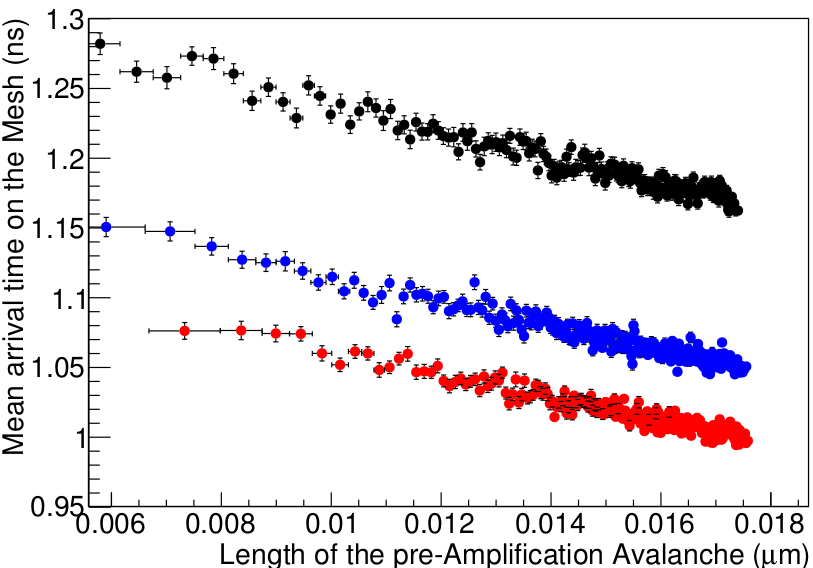 Mean arrival time on the Mesh (ns)
1.3
1.25
1.2
1.15
1.1
1.05
1
0.95
0.006 0.008 0.01 0.012 0.014 0.016 0.018
Length of the pre-Amplification Avalanche (μm)